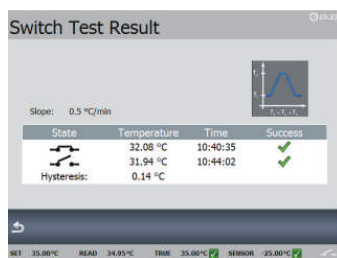 Switch Test Result
Slope: 0.5 °C/min
State Temperature Time Success
32.08 °C 10:40:35
31.94 °C 10:44:02
Hysteresis: 0.14 °C
SET 35.00°C READ 34.95°C TRUE 35.00°C SENSOR -25.00°C